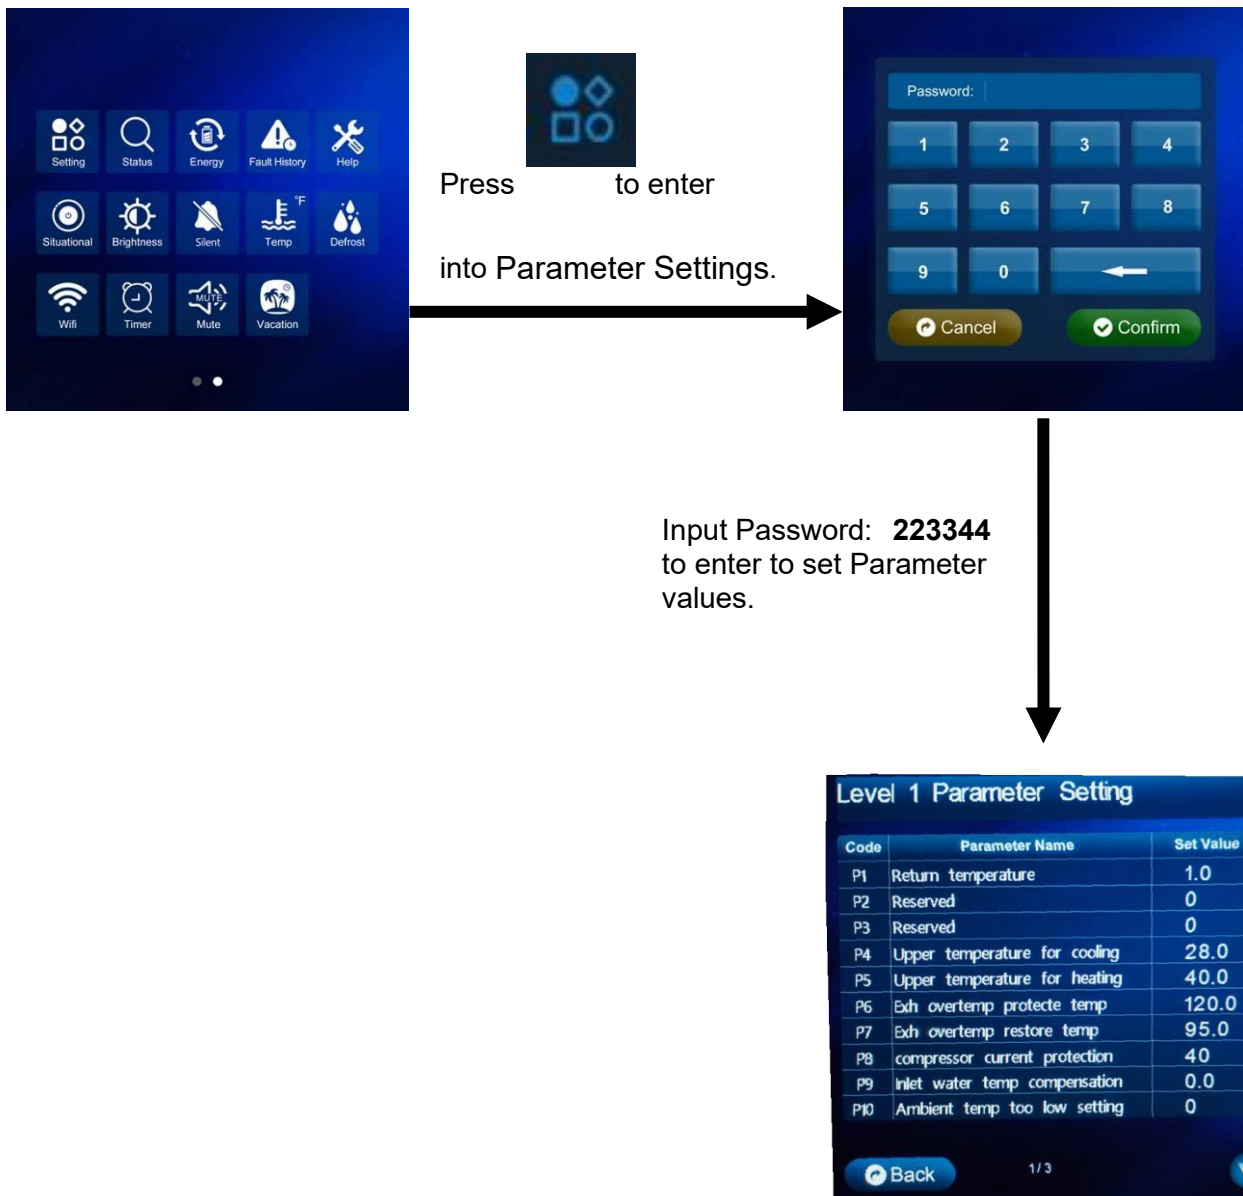 Setting
Status
Energy
Fault History
Help
Situational
Brightness
Silent
°F
Temp
Defrost
Wifi
Timer
MUTE
Mute
Vacation
Press to enter
into Parameter Settings.
Password:
1 2 3 4
5 6 7 8
9 0
Cancel Confirm
Input Password: 223344
to enter to set Parameter
values.
Level 1 Parameter Setting
Code Parameter Name Set Value
P1 Return temperature 1.0
P2 Reserved 0
P3 Reserved 0
P4 Upper temperature for cooling 28.0
P5 Upper temperature for heating 40.0
P6 Exh overtemp protecte temp 120.0
P7 Exh overtemp restore temp 95.0
P8 compressor current protection 40
P9 Inlet water temp compensation 0.0
P10 Ambient temp too low setting 0
Back 1/3